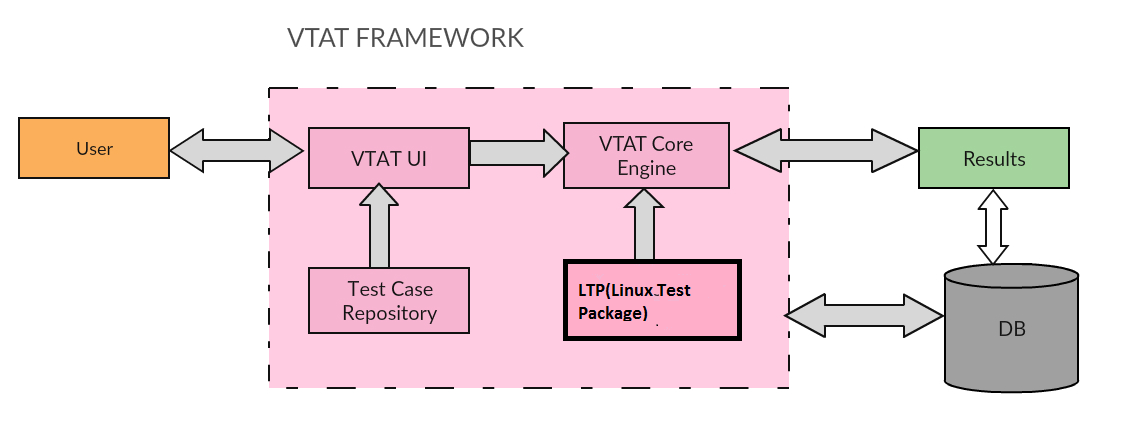 VTAT FRAMEWORK
User
VTAT UI
VTAT Core
Engine
Results
Test Case
Repository
LTP(Linux.Test
Package)
DB